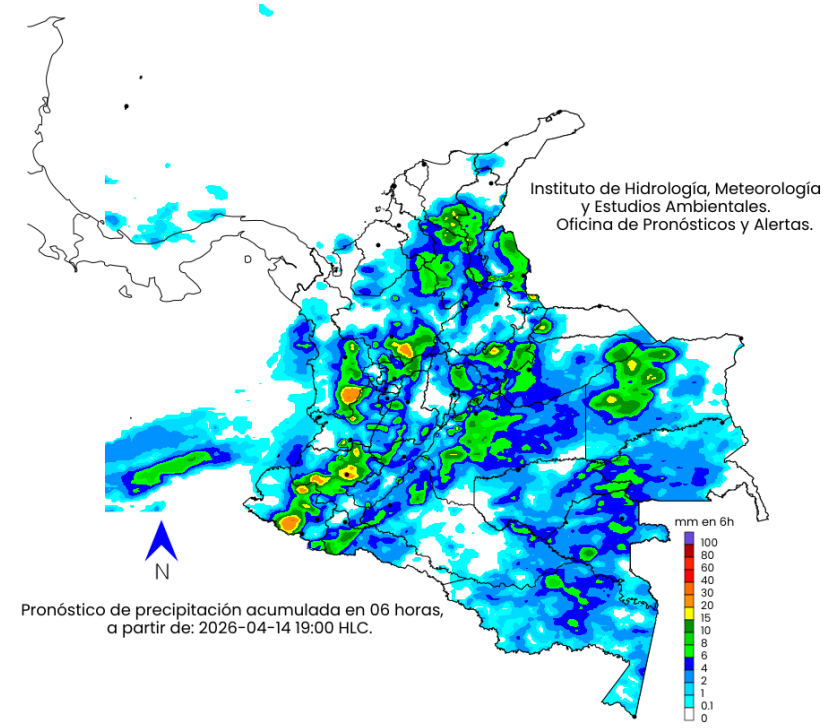 Instituto de Hidrología, Meteorología
y Estudios Ambientales.
Oficina de Pronósticos y Alertas.
mm en 6h
100
80
60
40
30
20
15
10
8
6
4
2
1
0.1
0
N
Pronóstico de precipitación acumulada en 06 horas,
a partir de: 2026-04-14 19:00 HLC.